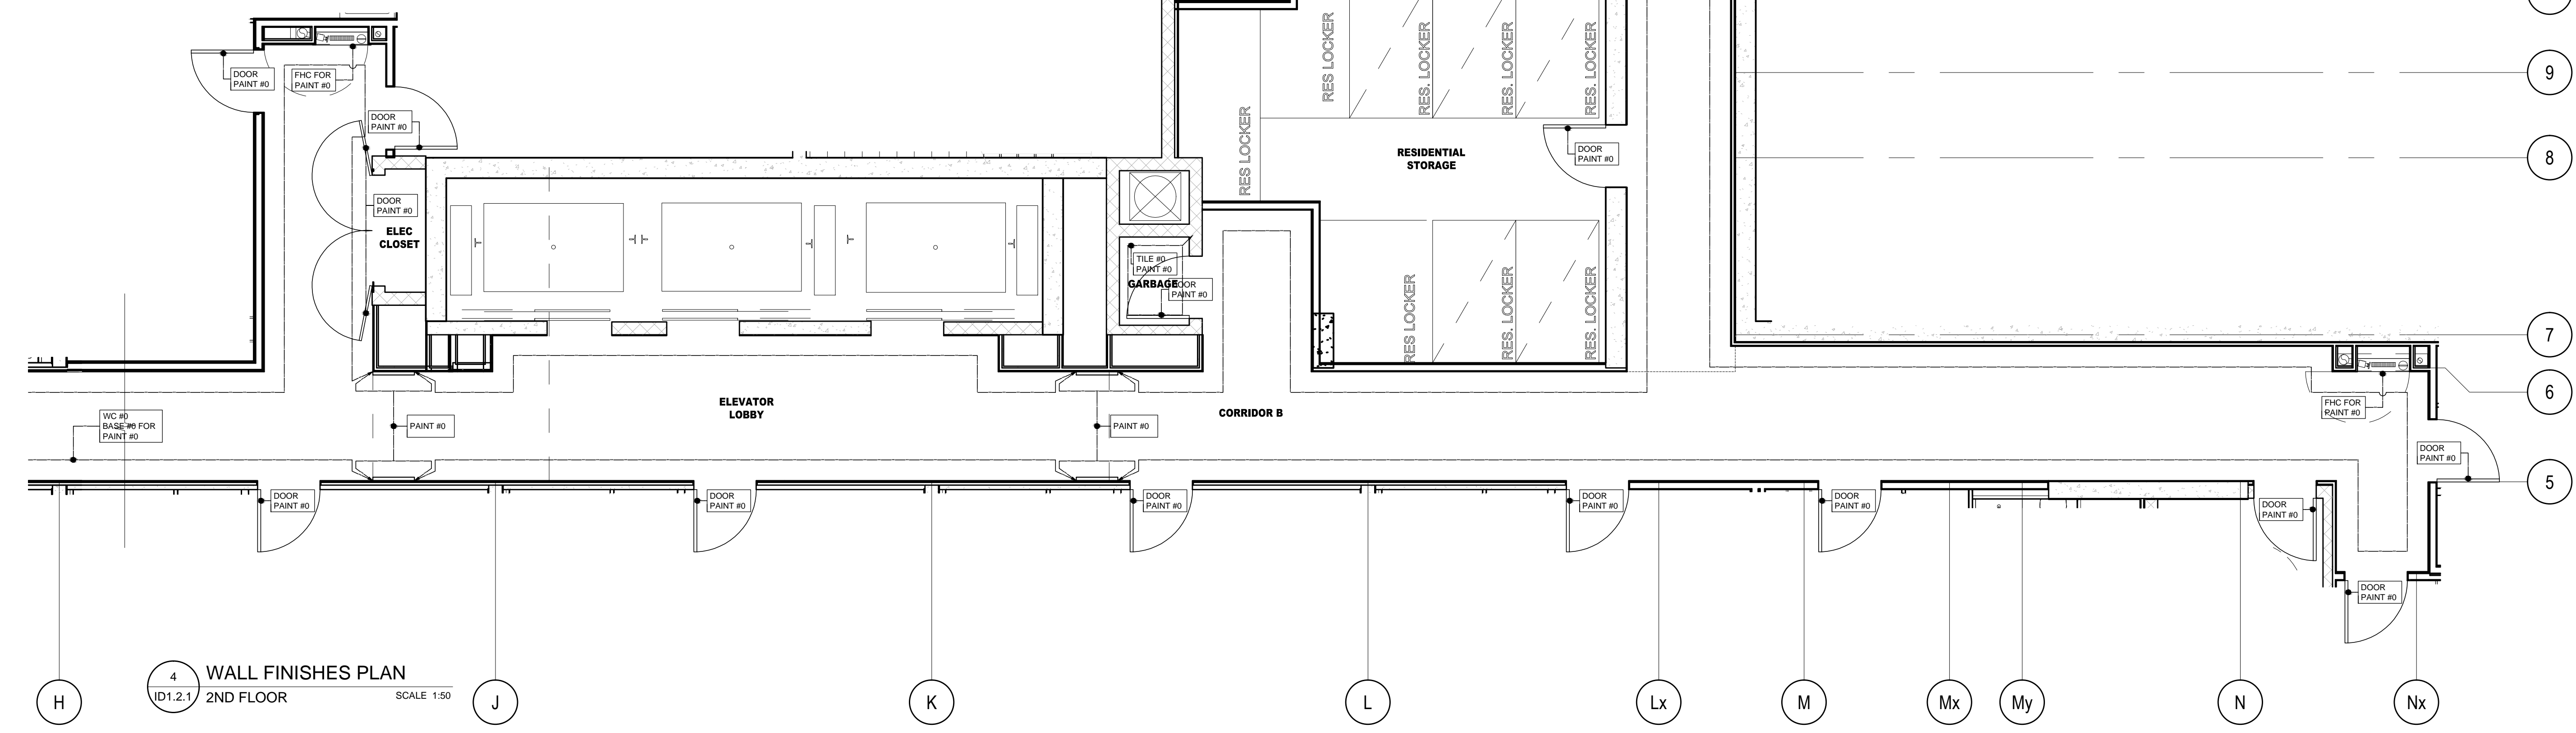 DOOR
PAINT #0
FHC FOR
PAINT #0
DOOR
PAINT #0
DOOR
PAINT #0
ELEC
CLOSET
RES LOCKER
RES LOCKER
RES. LOCKER
RES. LOCKER
RES. LOCKER
RESIDENTIAL
STORAGE
DOOR
PAINT #0
TILE #0
PAINT #0
GARBAGE
DOOR
PAINT #0
RES LOCKER
RES. LOCKER
RES. LOCKER
9
8
7
6
5
WC #0
BASE #0 FOR
PAINT #0
PAINT #0
ELEVATOR
LOBBY
PAINT #0
CORRIDOR B
FHC FOR
PAINT #0
DOOR
PAINT #0
DOOR
PAINT #0
DOOR
PAINT #0
DOOR
PAINT #0
DOOR
PAINT #0
DOOR
PAINT #0
DOOR
PAINT #0
DOOR
PAINT #0
4
ID1.2.1
WALL FINISHES PLAN
2ND FLOOR
SCALE 1:50
H
J
K
L
Lx
M
Mx
My
N
Nx